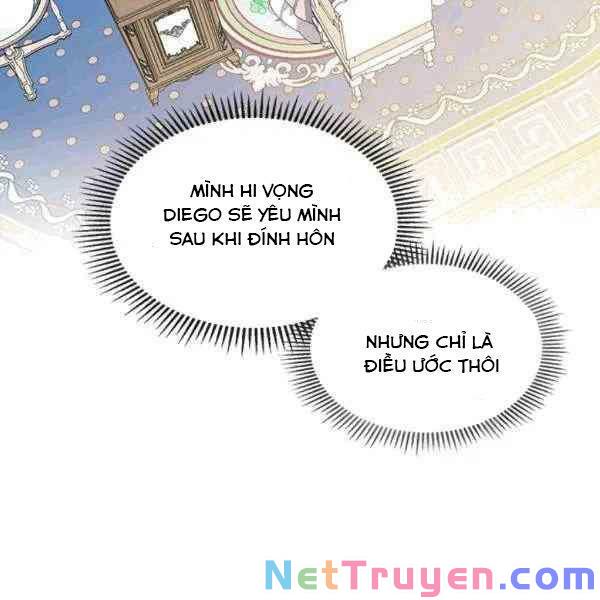 MÌNH HI VỌNG
DIEGO SẼ YÊU MÌNH
SAU KHI ĐÍNH HÔN
NHƯNG CHỈ LÀ
ĐIỀU ƯỚC THÔI
NetTruyen.com